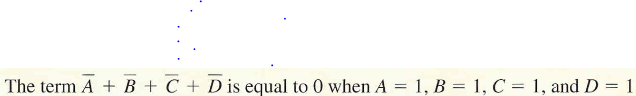 The term A̅ + B̅ + C̅ + D̅ is equal to 0 when A = 1, B = 1, C = 1, and D = 1